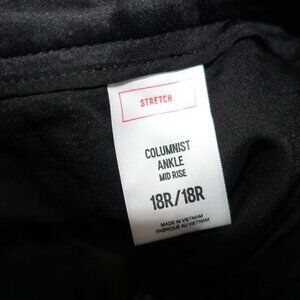 STRETCH
COLUMNIST
ANKLE
MID RISE
18R/18R
MADE IN VIETNAM
FABRIQUÉ AU VIETNAM